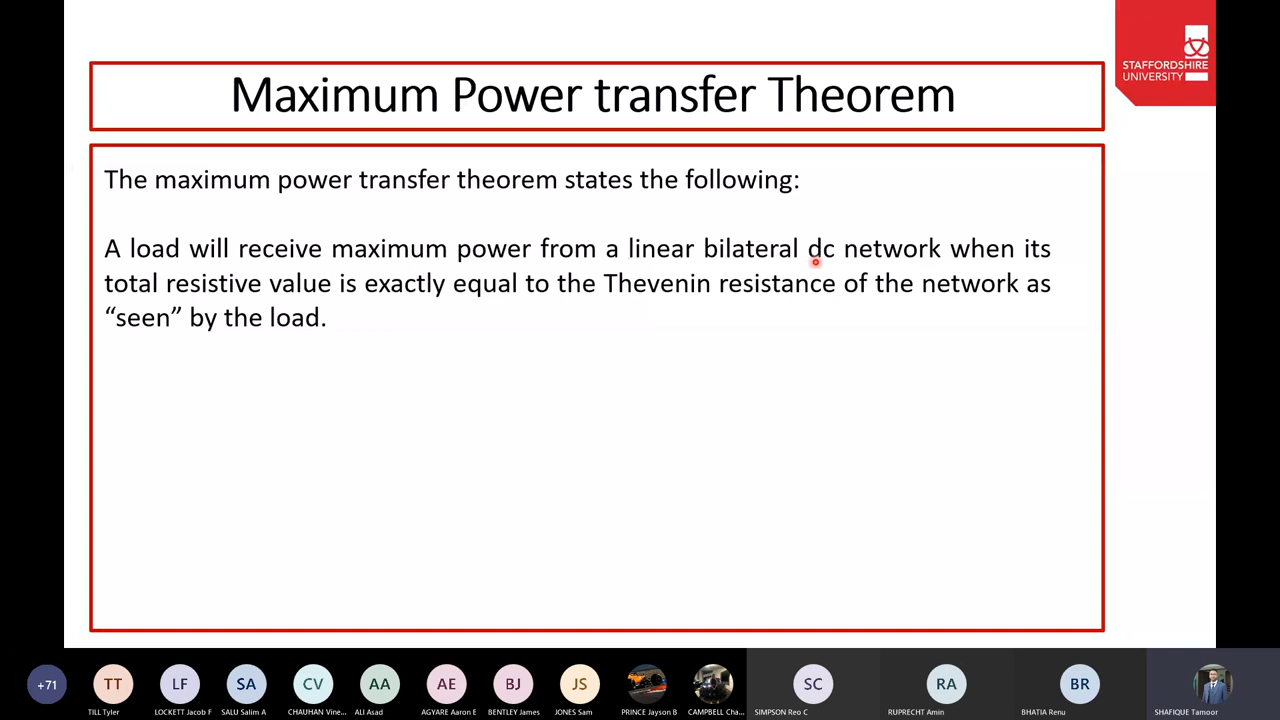 STAFFORDSHIRE
UNIVERSITY
Maximum Power transfer Theorem
The maximum power transfer theorem states the following:
A load will receive maximum power from a linear bilateral dc network when its
total resistive value is exactly equal to the Thevenin resistance of the network as
“seen” by the load.
+71
TT
LF
SA
CV
AA
AE
BJ
JS
SC
RA
BR
TILL Tyler
LOCKETT Jacob F
SALU Salim A
CHAUHAN Vine...
ALI Asad
AGYARE Aaron E
BENTLEY James
JONES Sam
PRINCE Jayson B
CAMPBELL Cha...
SIMPSON Reo C
RUPRECHT Amin
BHATIA Renu
SHAFIQUE Tamoor